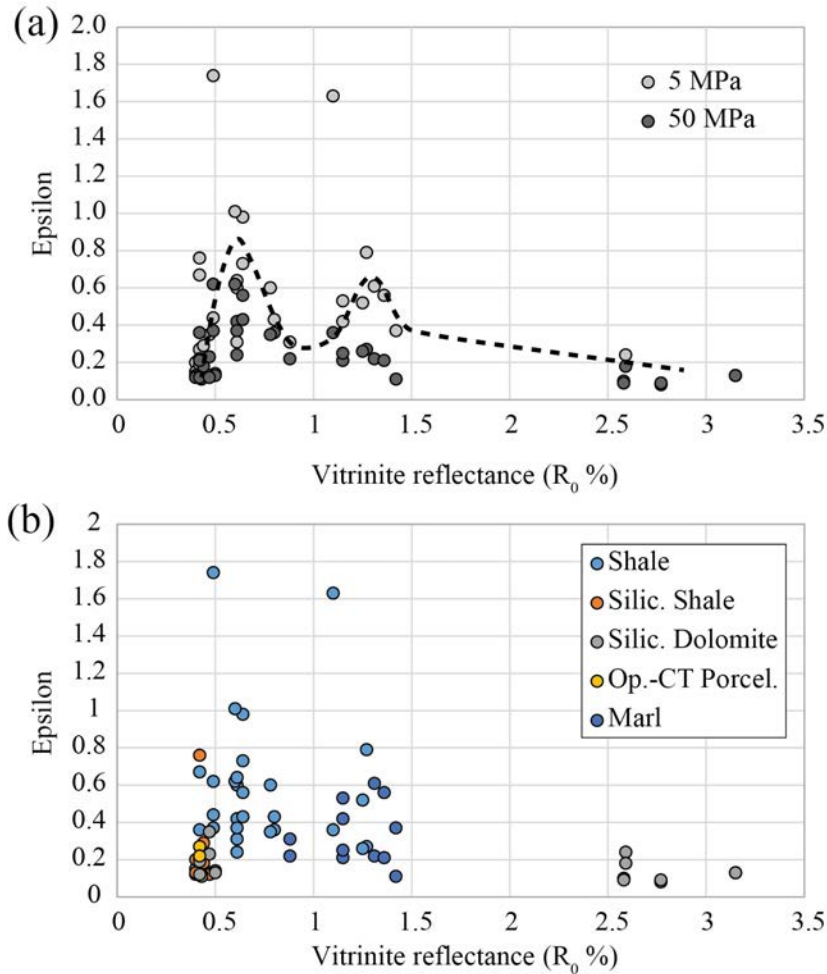 (a)
2.0
1.8
1.6
1.4
1.2
1.0
0.8
0.6
0.4
0.2
0.0
Epsilon
5 MPa
50 MPa
0 0.5 1 1.5 2 2.5 3 3.5
Vitrinite reflectance (R0 %)
(b)
2
1.8
1.6
1.4
1.2
1
0.8
0.6
0.4
0.2
0
Epsilon
Shale
Silic. Shale
Silic. Dolomite
Op.-CT Porcel.
Marl
0 0.5 1 1.5 2 2.5 3 3.5
Vitrinite reflectance (R0 %)